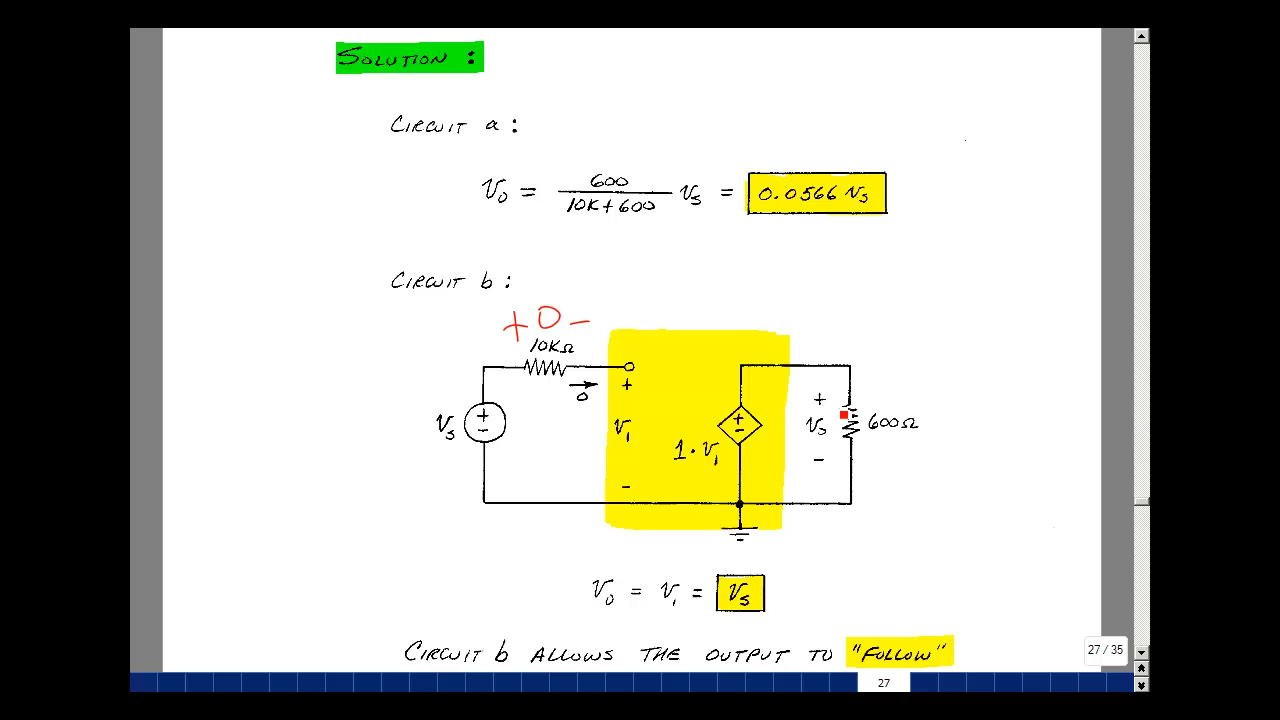 SOLUTION :
CIRCUIT a :
V₀ = 600 / 10K + 600 Vₛ = 0.0566 Vₛ
CIRCUIT b :
+ 0 -
10KΩ
0
+
Vₛ + - V₁ 1 · V₁ + - + Vₛ - 600Ω
-
V₀ = V₁ = Vₛ
CIRCUIT b ALLOWS THE OUTPUT TO "FOLLOW"
27 / 35
27